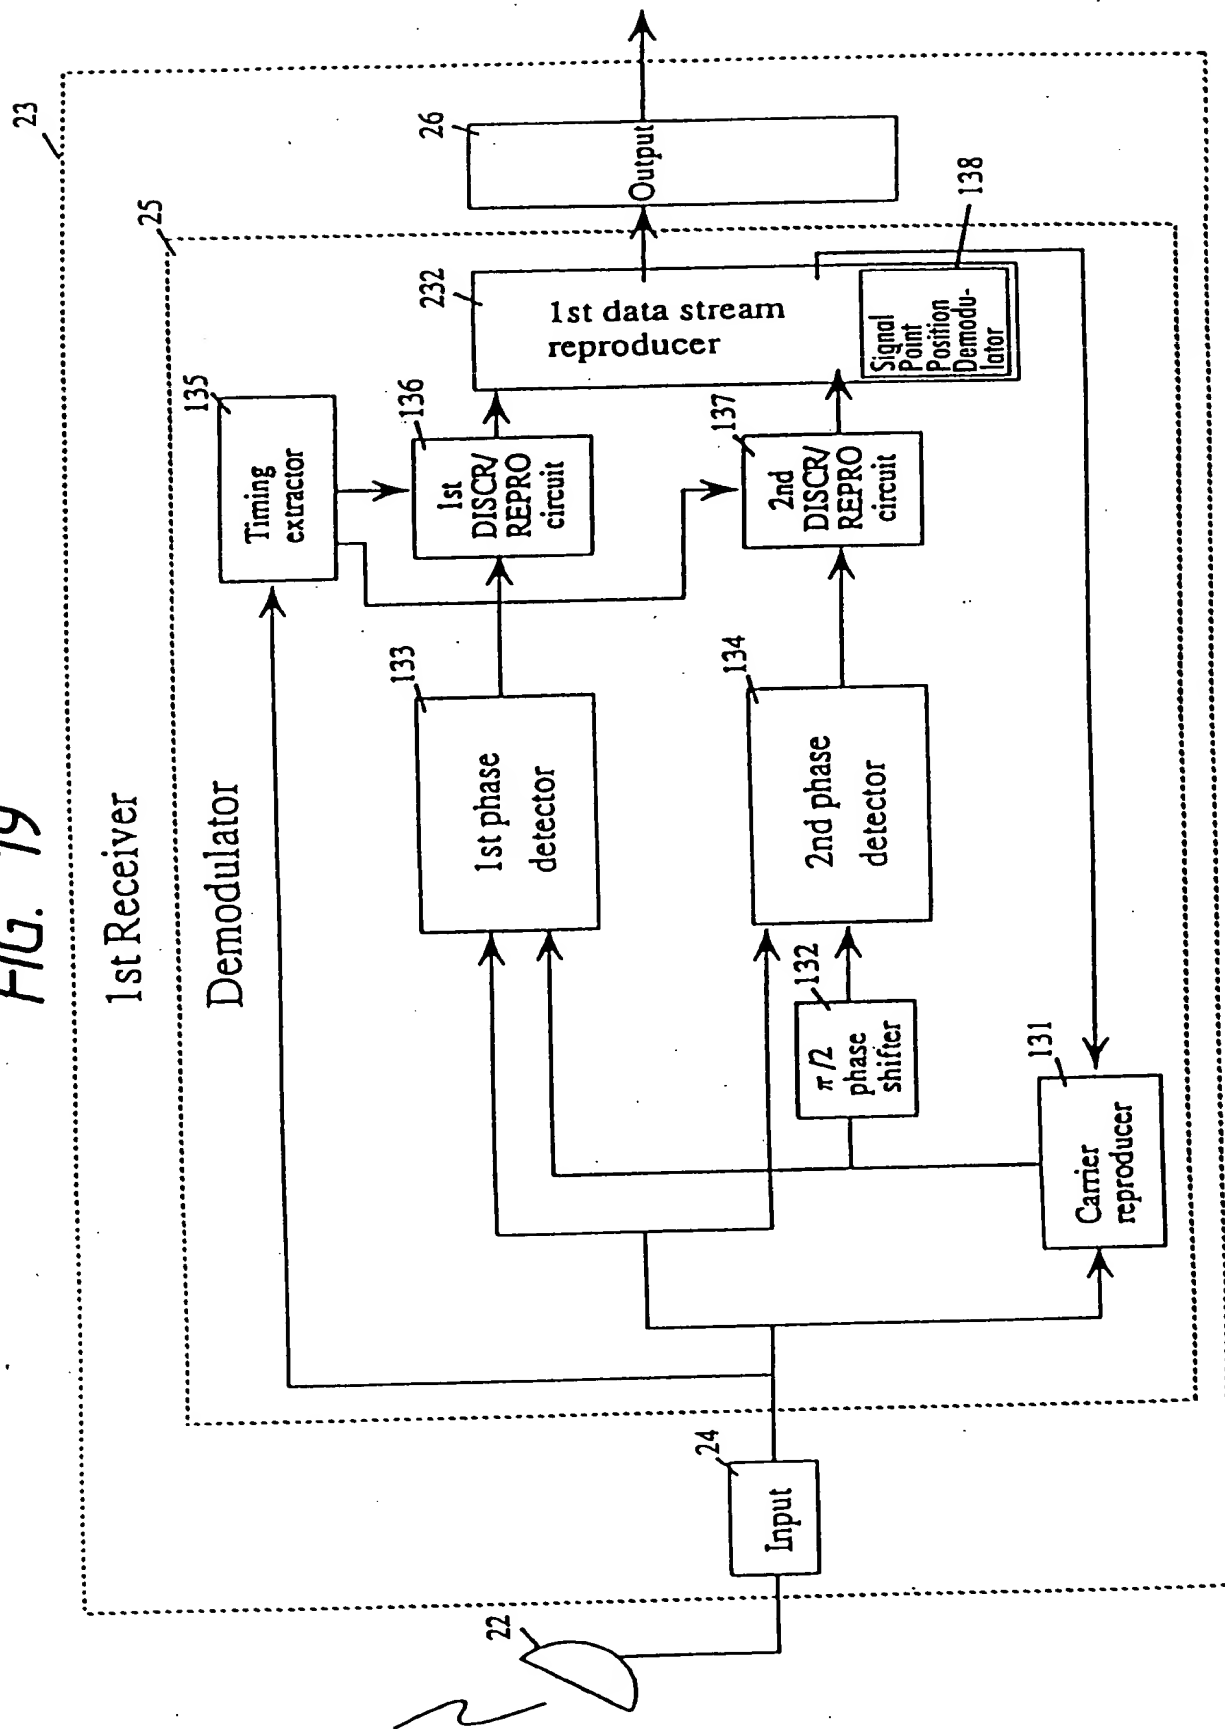 FIG. 19
23
1st Receiver
25
Demodulator
135
Timing
extractor
136
1st
DISCR/
REPRO
circuit
133
1st phase
detector
232
1st data stream
reproducer
26
Output
22
24
Input
137
2nd
DISCR/
REPRO
circuit
134
2nd phase
detector
132
π/2
phase
shifter
138
Signal
Point
Position
Demodu-
lator
131
Carrier
reproducer